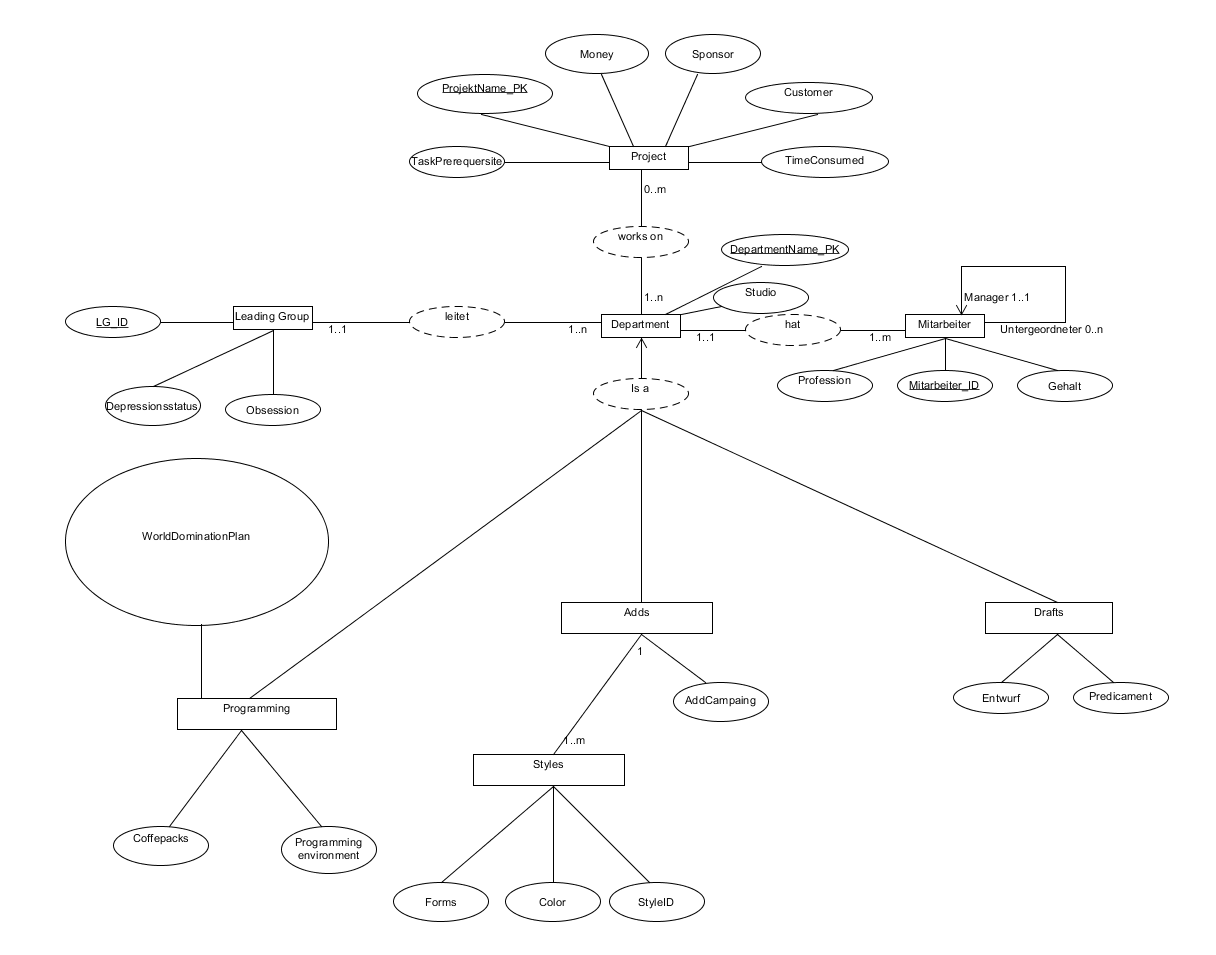 Money
Sponsor
ProjektName_PK
Customer
Project
TaskPrerequersite
TimeConsumed
0..m
works on
DepartmentName_PK
Studio
1..n
Manager 1..1
LG_ID
Leading Group
1..1
leitet
1..n
Department
1..1
hat
1..m
Mitarbeiter
Untergeordneter 0..n
Is a
Profession
Mitarbeiter_ID
Gehalt
Depressionsstatus
Obsession
WorldDominationPlan
Adds
Drafts
1
AddCampaing
Entwurf
Predicament
Programming
1..m
Styles
Coffepacks
Programming
environment
Forms
Color
StyleID